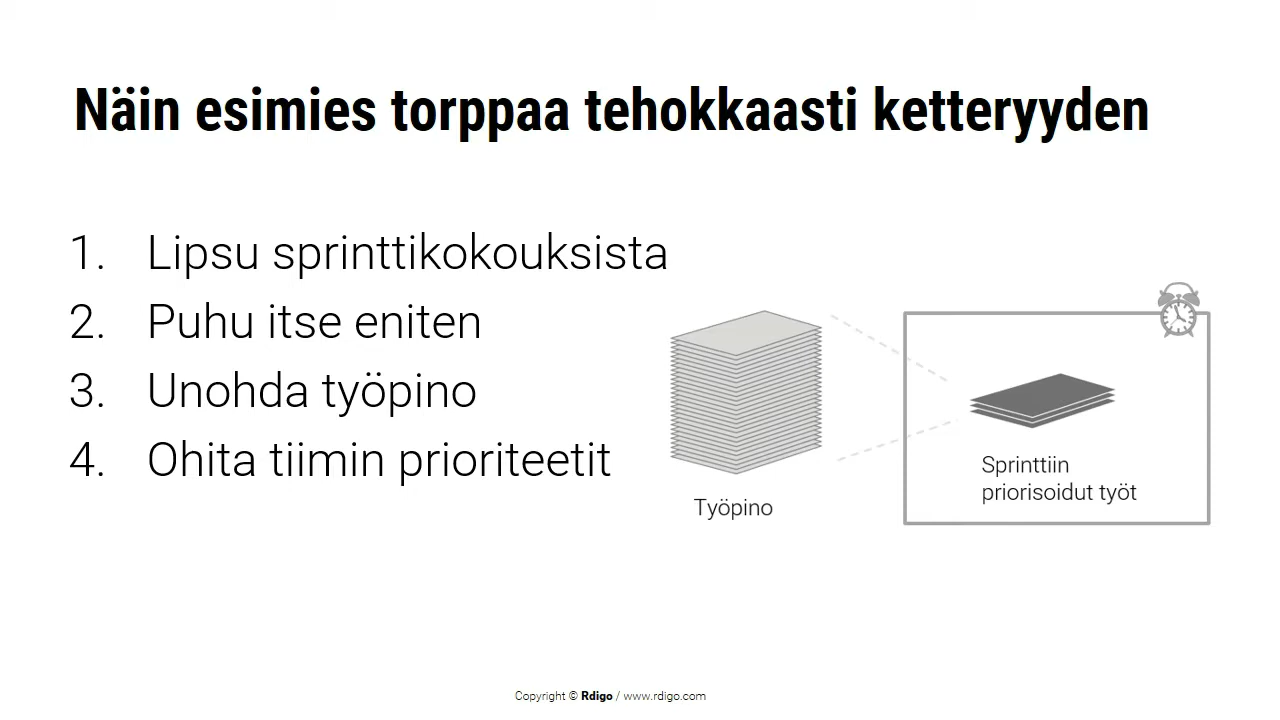 Näin esimies torppaa tehokkaasti ketteryyden
1. Lipsu sprinttikokouksista
2. Puhu itse eniten
3. Unohda työpino
4. Ohita tiimin prioriteetit
Työpino
Sprinttiin
priorisoidut työt
Copyright © Rdigo / www.rdigo.com